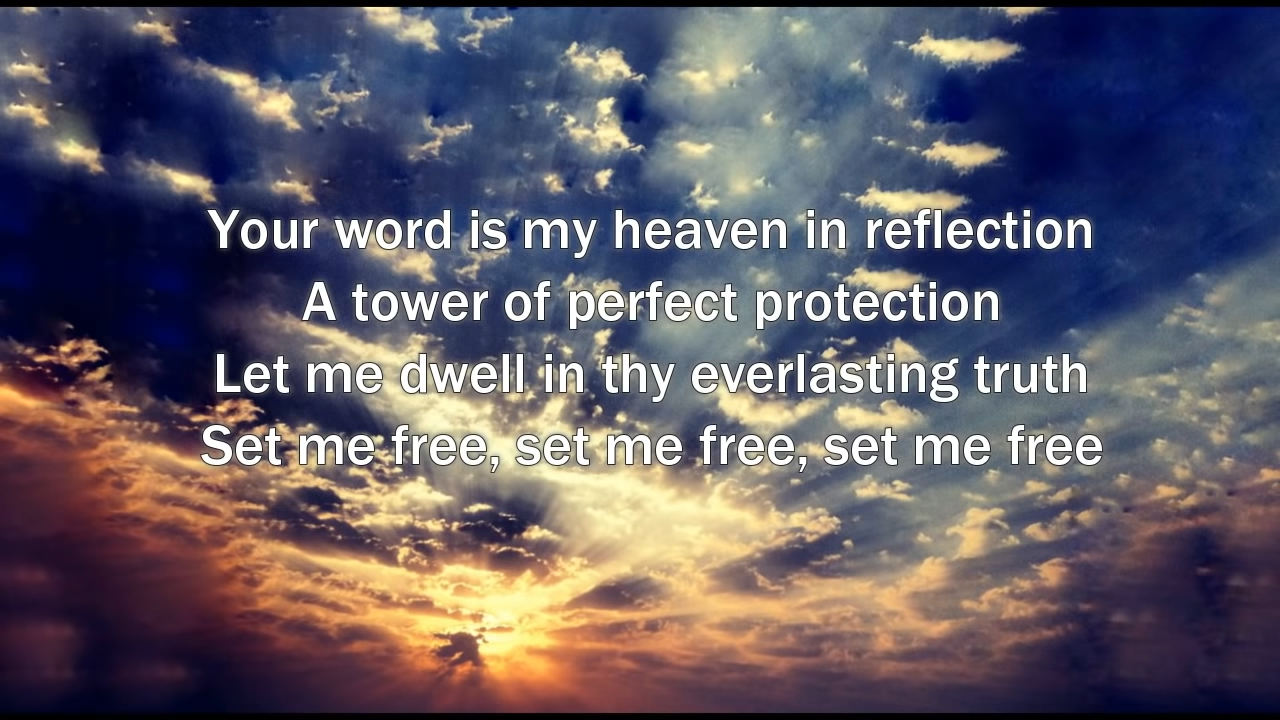 Your word is my heaven in reflection
A tower of perfect protection
Let me dwell in thy everlasting truth
Set me free, set me free, set me free